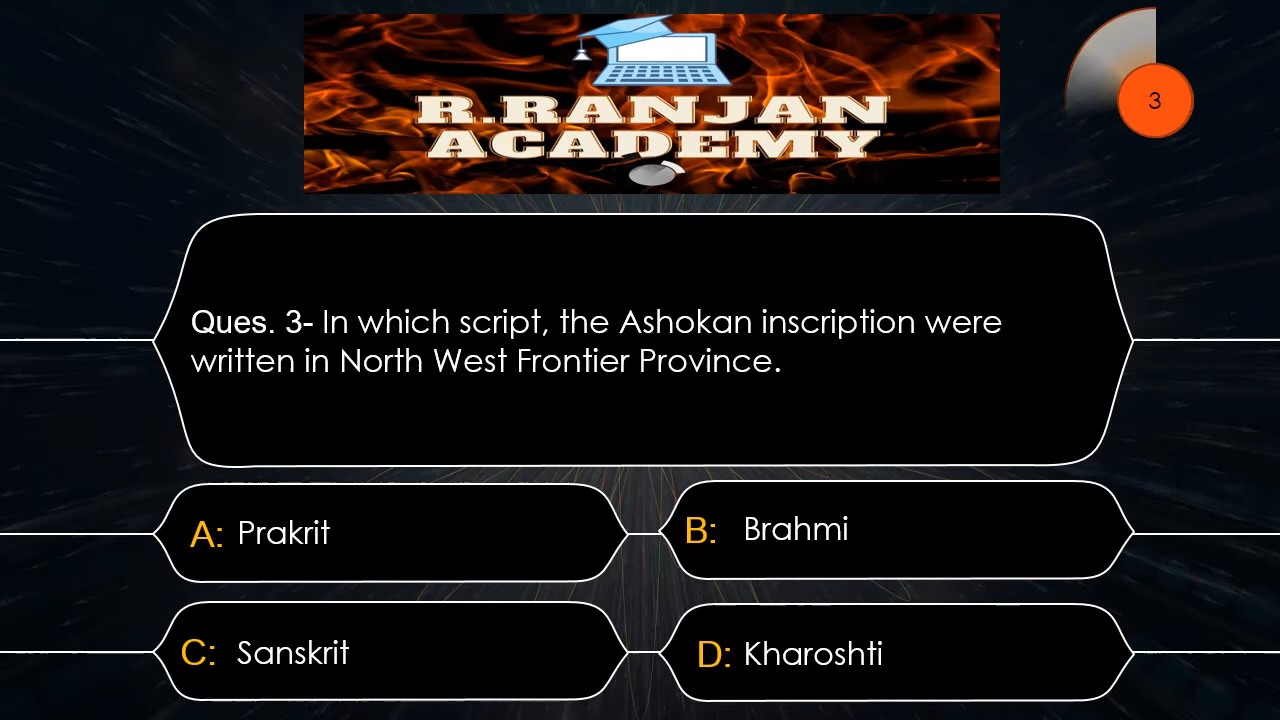 R.RANJAN
ACADEMY
3
Ques. 3- In which script, the Ashokan inscription were
written in North West Frontier Province.
A: Prakrit
B: Brahmi
C: Sanskrit
D: Kharoshti